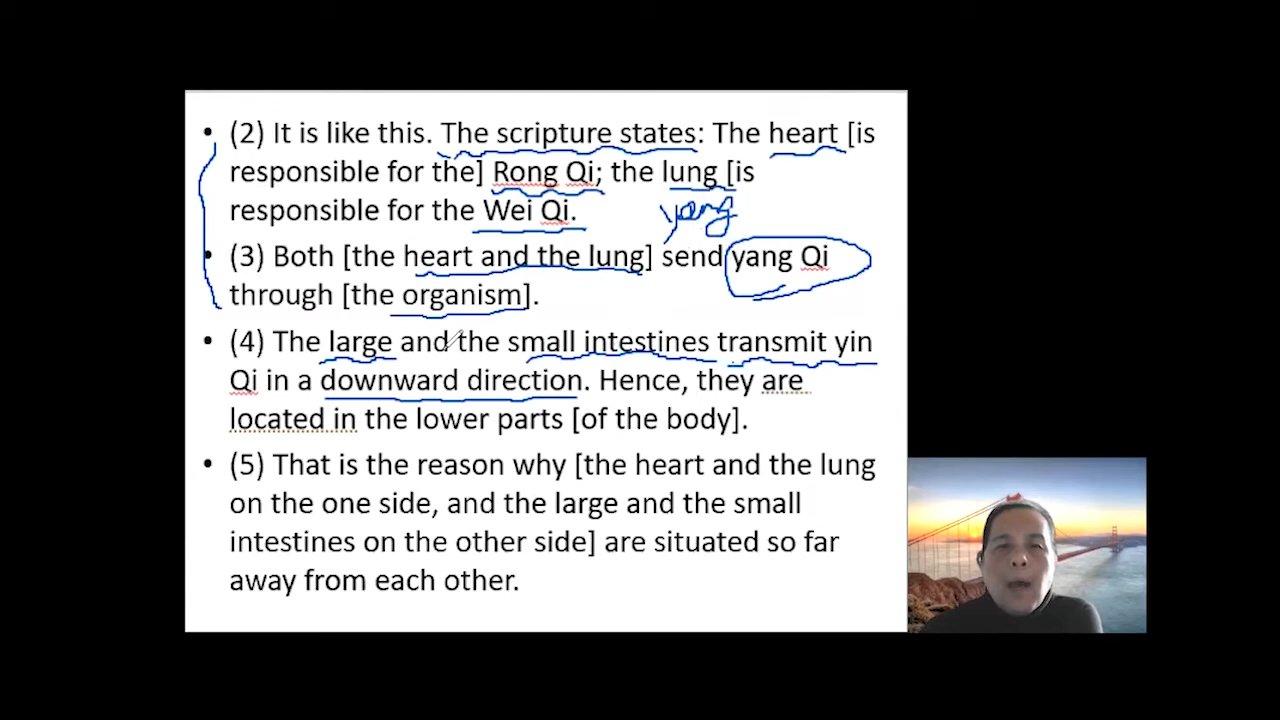 • (2) It is like this. The scripture states: The heart [is
responsible for the] Rong Qi; the lung [is
responsible for the Wei Qi.
yang
• (3) Both [the heart and the lung] send yang Qi
through [the organism].
• (4) The large and the small intestines transmit yin
Qi in a downward direction. Hence, they are
located in the lower parts [of the body].
• (5) That is the reason why [the heart and the lung
on the one side, and the large and the small
intestines on the other side] are situated so far
away from each other.